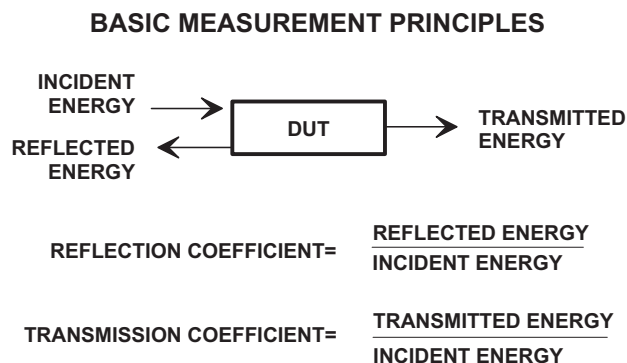 BASIC MEASUREMENT PRINCIPLES
INCIDENT
ENERGY
REFLECTED
ENERGY
DUT
TRANSMITTED
ENERGY
REFLECTION COEFFICIENT=
REFLECTED ENERGY
INCIDENT ENERGY
TRANSMISSION COEFFICIENT=
TRANSMITTED ENERGY
INCIDENT ENERGY